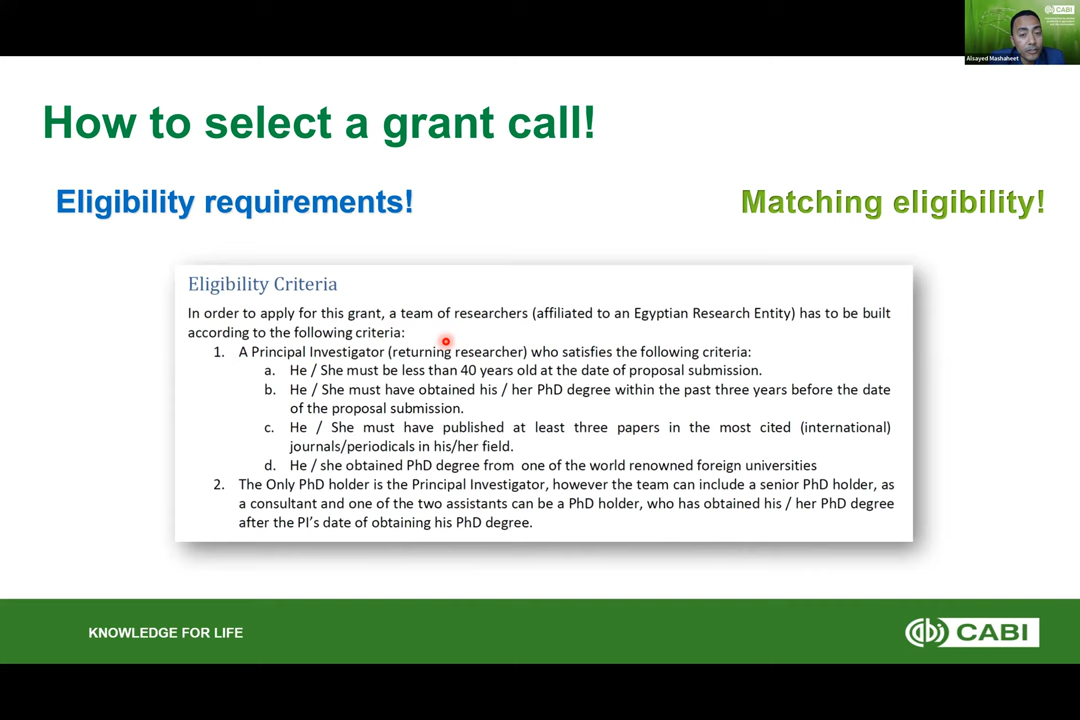 CABI
Alsayed Mashaheet
How to select a grant call!
Eligibility requirements!
Matching eligibility!
Eligibility Criteria
In order to apply for this grant, a team of researchers (affiliated to an Egyptian Research Entity) has to be built
according to the following criteria:
1. A Principal Investigator (returning researcher) who satisfies the following criteria:
a. He / She must be less than 40 years old at the date of proposal submission.
b. He / She must have obtained his / her PhD degree within the past three years before the date
of the proposal submission.
c. He / She must have published at least three papers in the most cited (international)
journals/periodicals in his/her field.
d. He / she obtained PhD degree from one of the world renowned foreign universities
2. The Only PhD holder is the Principal Investigator, however the team can include a senior PhD holder, as
a consultant and one of the two assistants can be a PhD holder, who has obtained his / her PhD degree
after the PI's date of obtaining his PhD degree.
KNOWLEDGE FOR LIFE
CABI